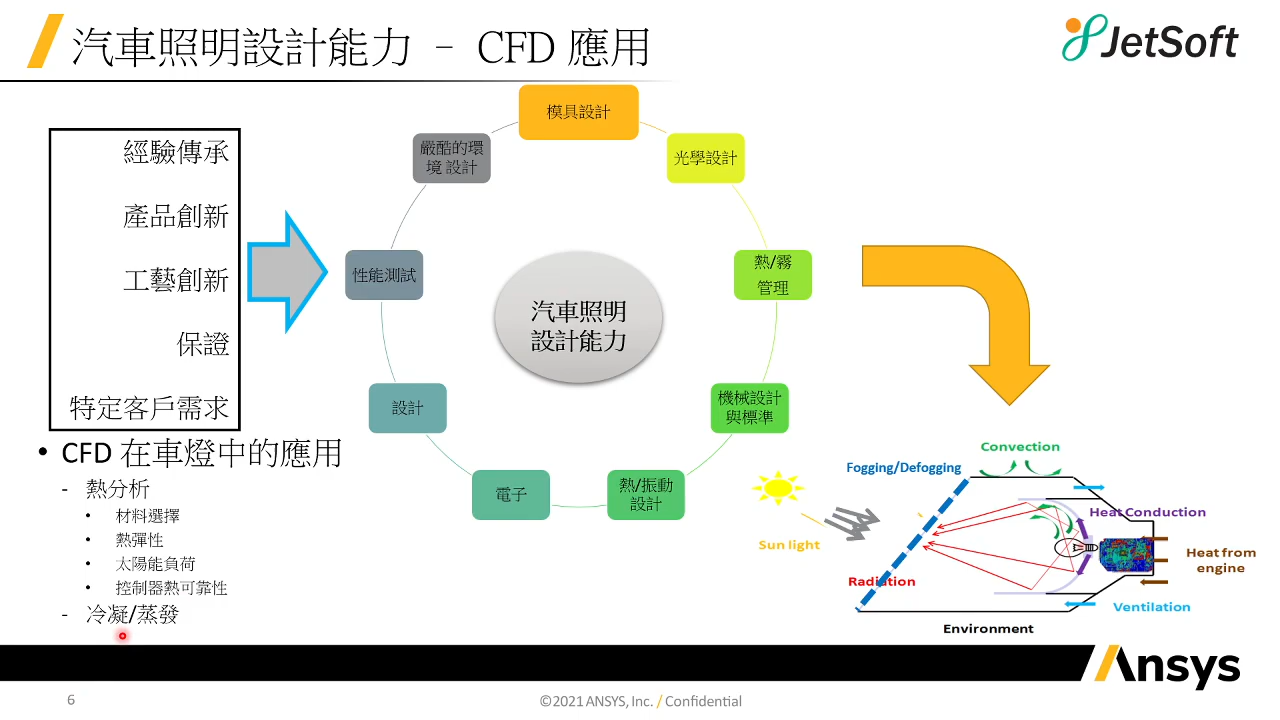 汽車照明設計能力 – CFD 應用
JetSoft
經驗傳承
產品創新
工藝創新
保證
特定客戶需求
模具設計
光學設計
熱/霧
管理
機械設計
與標準
熱/振動
設計
電子
設計
性能測試
嚴酷的環
境 設計
汽車照明
設計能力
• CFD 在車燈中的應用
- 熱分析
• 材料選擇
• 熱彈性
• 太陽能負荷
• 控制器熱可靠性
- 冷凝/蒸發
Convection
Fogging/Defogging
Heat Conduction
Sun light
Heat from
engine
Radiation
Ventilation
Environment
Ansys
6
©2021 ANSYS, Inc. / Confidential